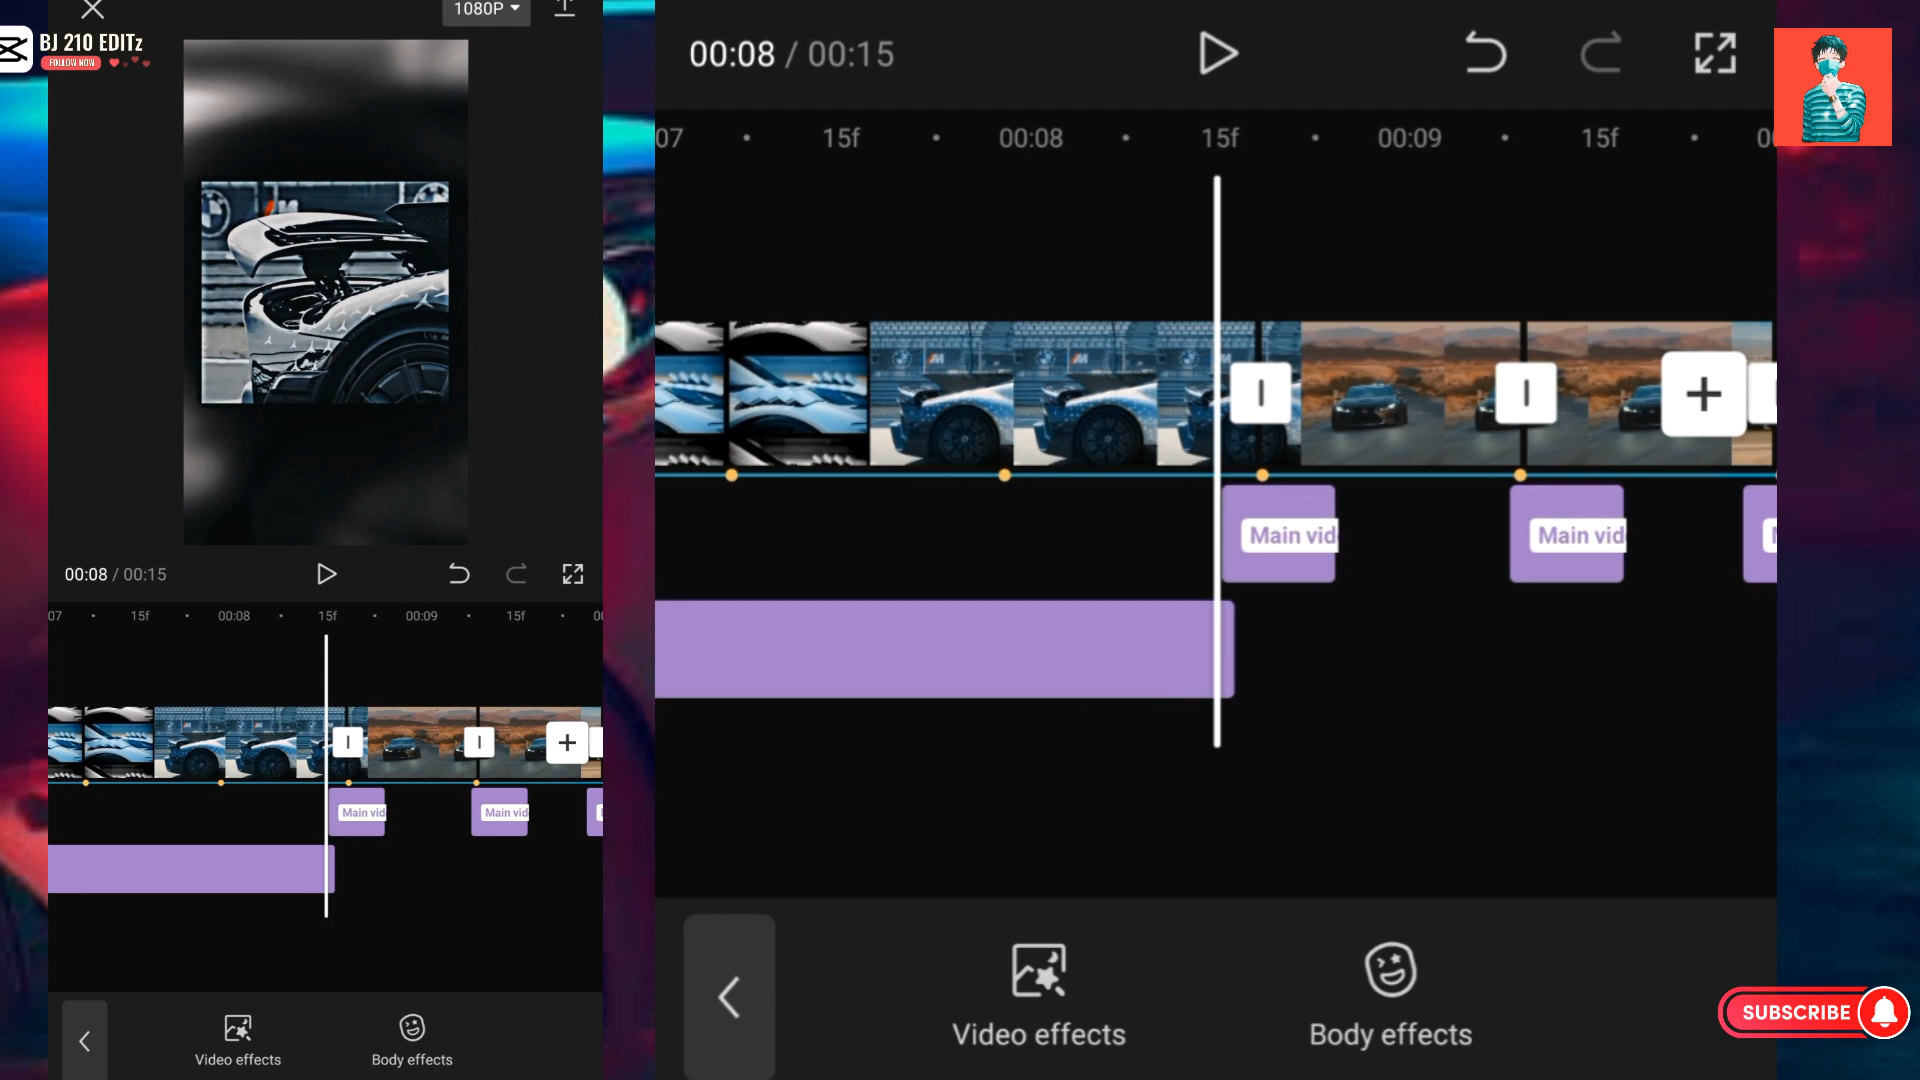 1080P
BJ 210 EDITz
FOLLOW NOW
00:08 / 00:15
07 15f 00:08 15f 00:09 15f 00
Main vid
Main vid
Video effects
Body effects
00:08 / 00:15
07 15f 00:08 15f 00:09 15f
Main vid
Main vid
Video effects
Body effects
SUBSCRIBE